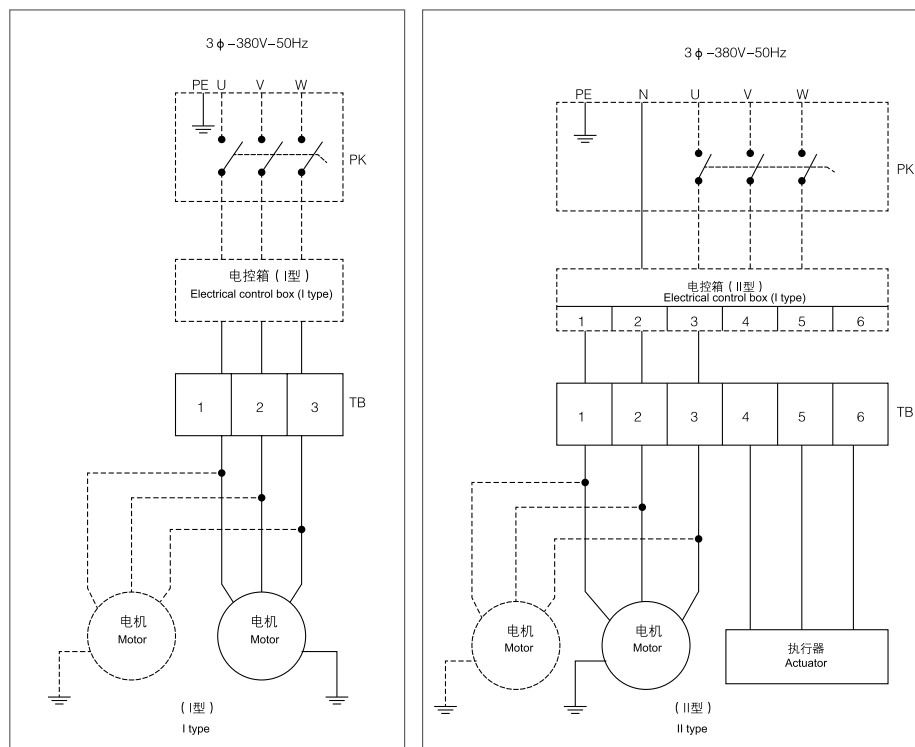 3ϕ-380V-50Hz
PE U V W
PK
电控箱（I型）
Electrical control box (I type)
1 2 3 TB
电机
Motor
电机
Motor
（I型）
I type
3ϕ-380V-50Hz
PE N U V W
PK
电控箱（II型）
Electrical control box (I type)
1 2 3 4 5 6
1 2 3 4 5 6 TB
电机
Motor
电机
Motor
执行器
Actuator
（II型）
II type